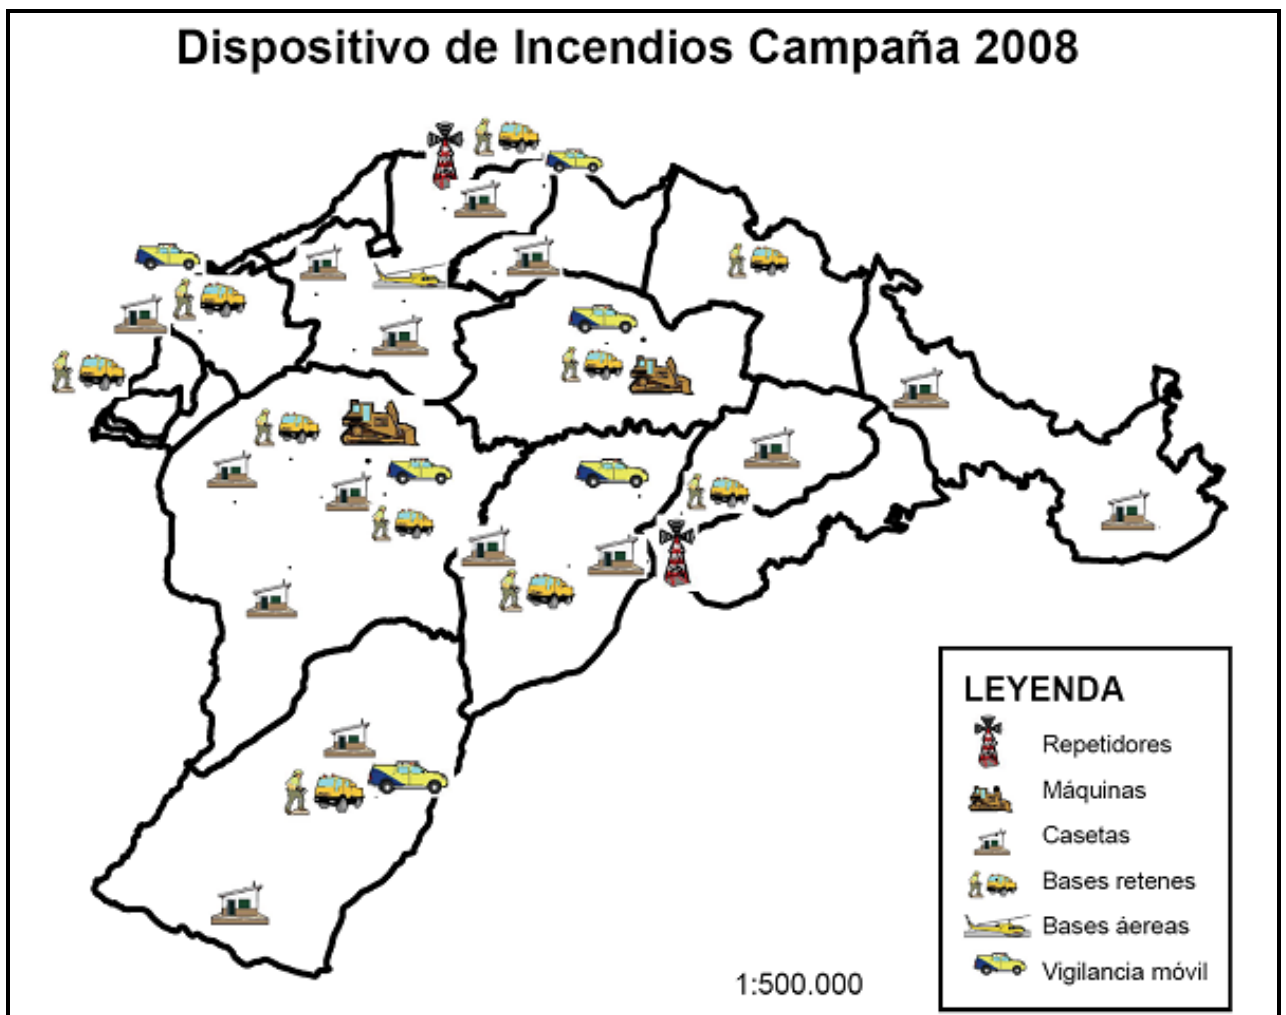 Dispositivo de Incendios Campaña 2008
LEYENDA
Repetidores
Máquinas
Casetas
Bases retenes
Bases áereas
Vigilancia móvil
1:500.000